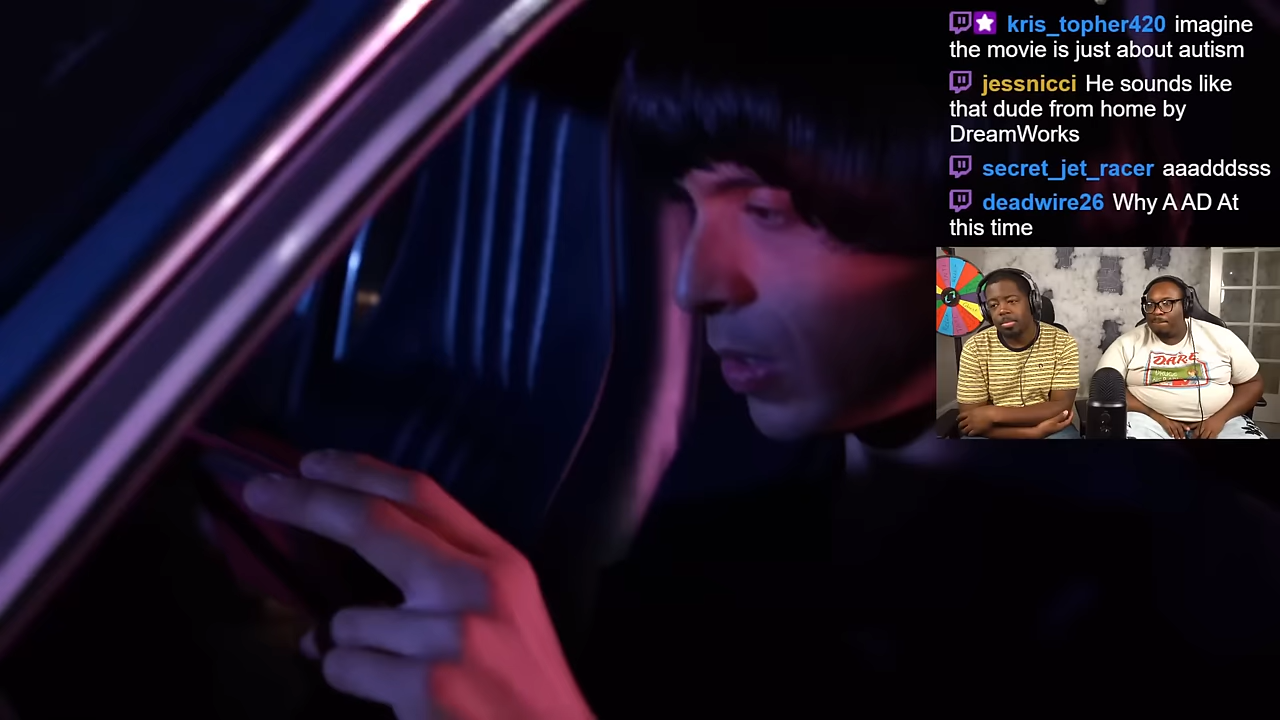 kris_topher420 imagine
the movie is just about autism
jessnicci He sounds like
that dude from home by
DreamWorks
secret_jet_racer aaadddsss
deadwire26 Why A AD At
this time
DARE